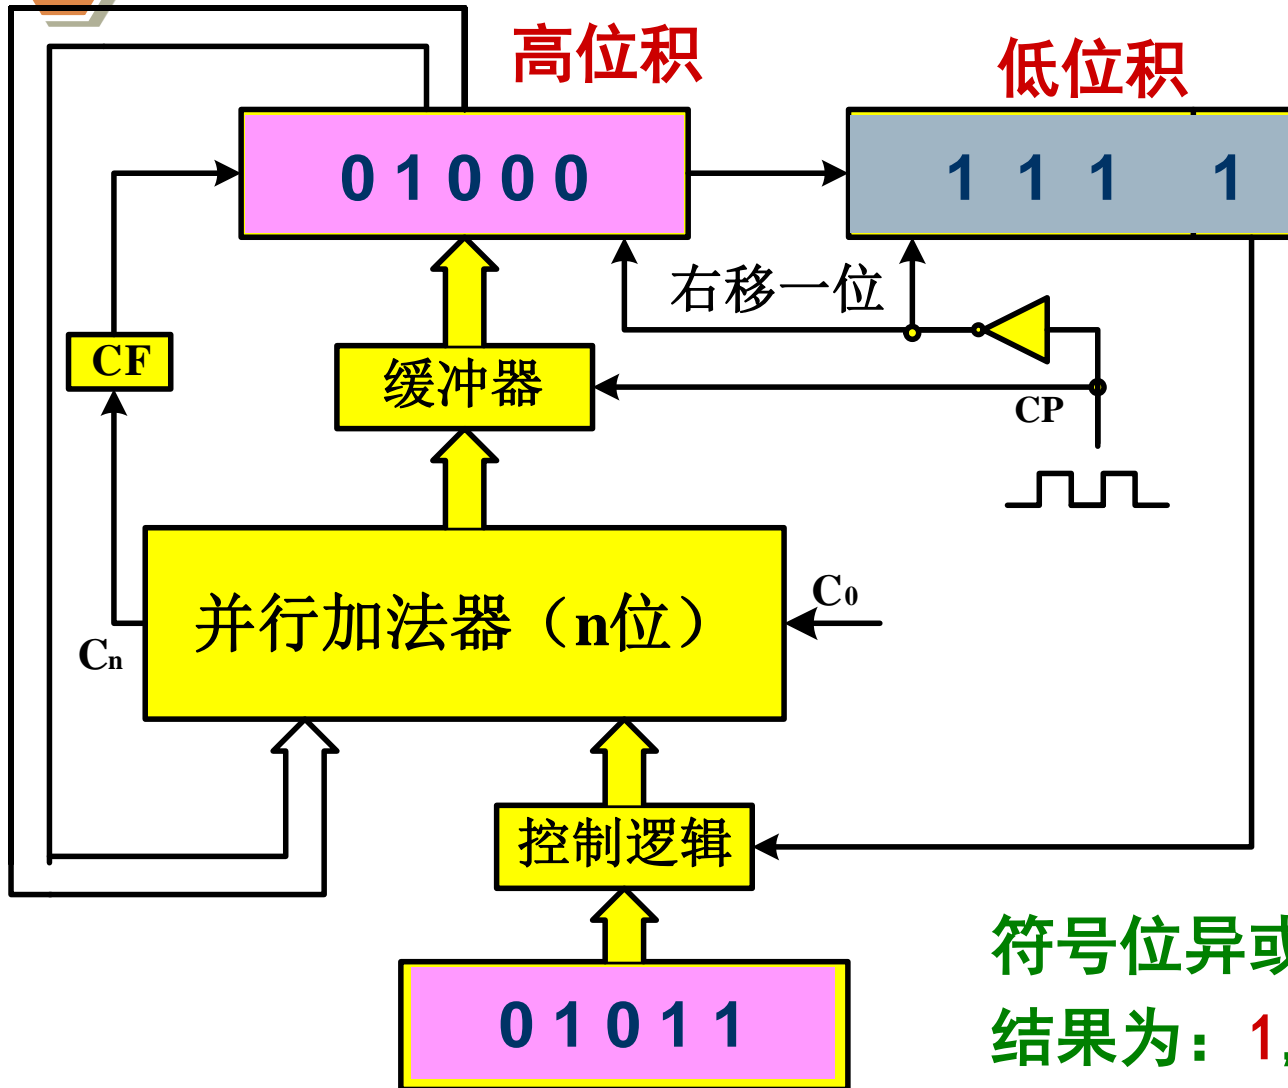 高位积
低位积
0 1 0 0 0
1 1 1 1
右移一位
CF
缓冲器
CP
并行加法器（n位）
C0
Cn
控制逻辑
符号位异或
0 1 0 1 1
结果为：1,